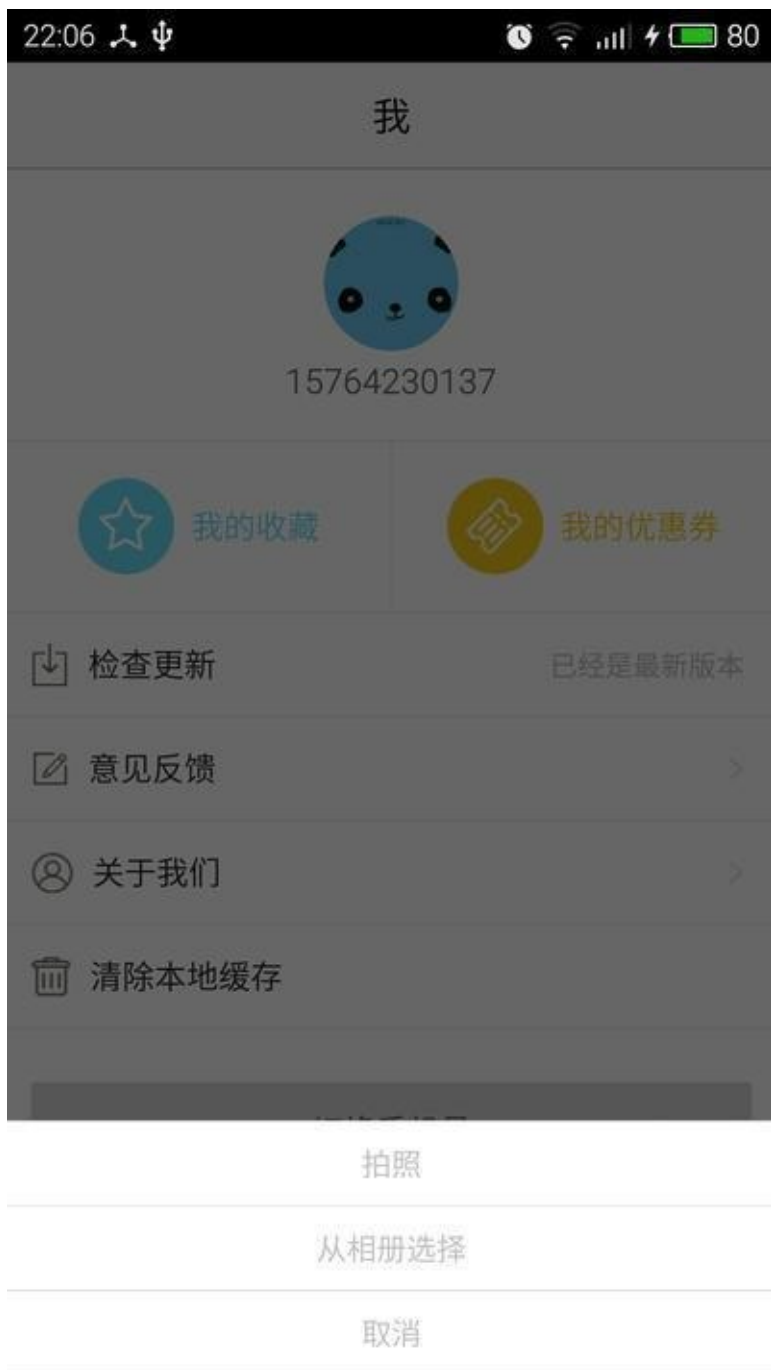 22:06 80
我
15764230137
我的收藏 我的优惠券
检查更新 已经是最新版本
意见反馈
关于我们
清除本地缓存
拍照
从相册选择
取消